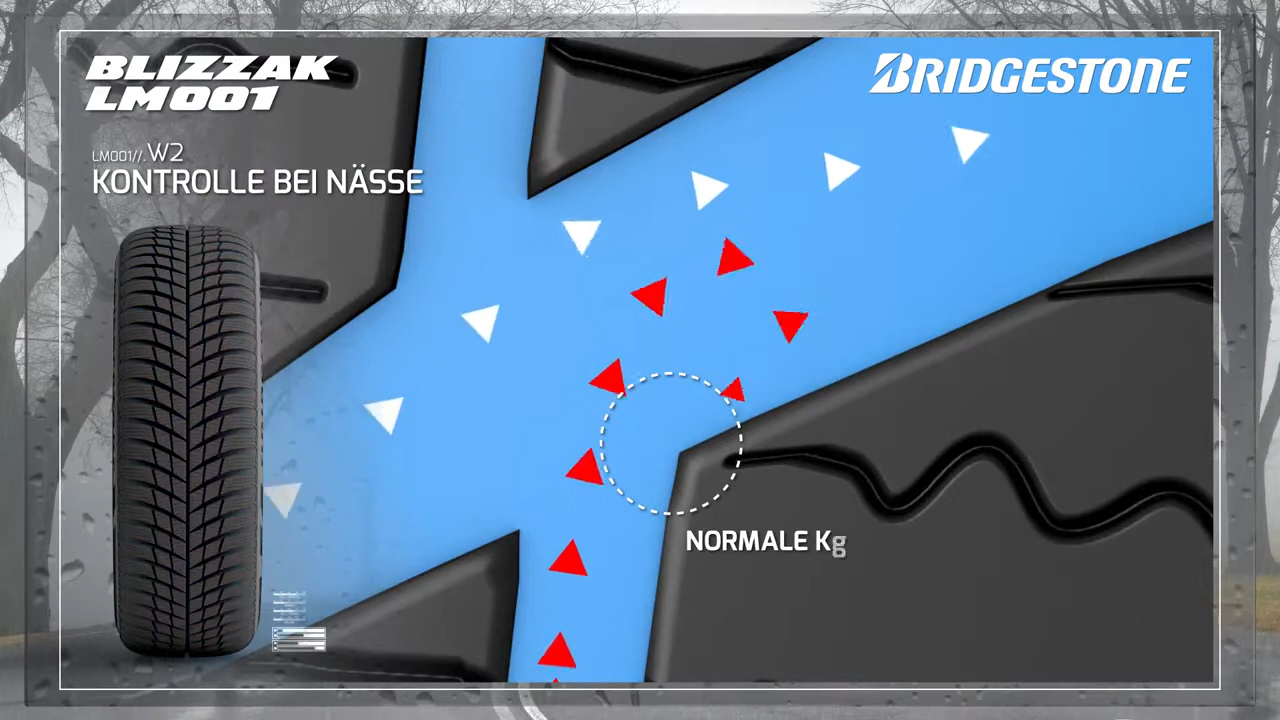 BLIZZAK
LM001
BRIDGESTONE
LM001//.W2
KONTROLLE BEI NÄSSE
NORMALE Kg